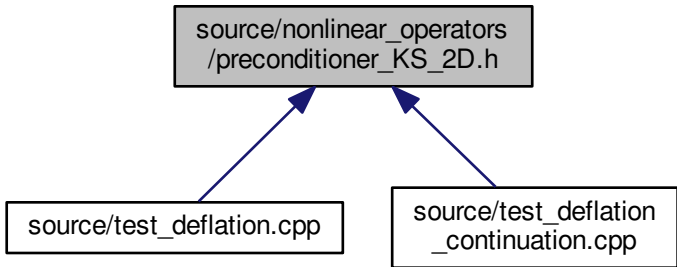 source/nonlinear_operators
/preconditioner_KS_2D.h
source/test_deflation.cpp
source/test_deflation
_continuation.cpp